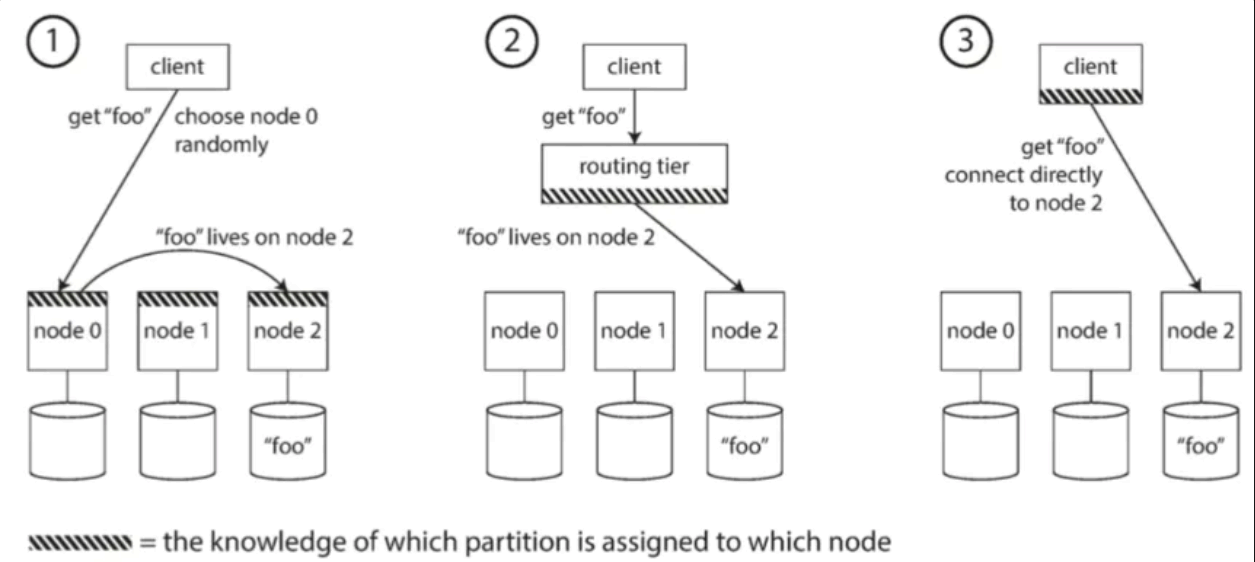 1
client
get “foo”
choose node 0
randomly
“foo” lives on node 2
node 0
node 1
node 2
“foo”
2
client
get “foo”
routing tier
“foo” lives on node 2
node 0
node 1
node 2
“foo”
3
client
get “foo”
connect directly
to node 2
node 0
node 1
node 2
“foo”
= the knowledge of which partition is assigned to which node